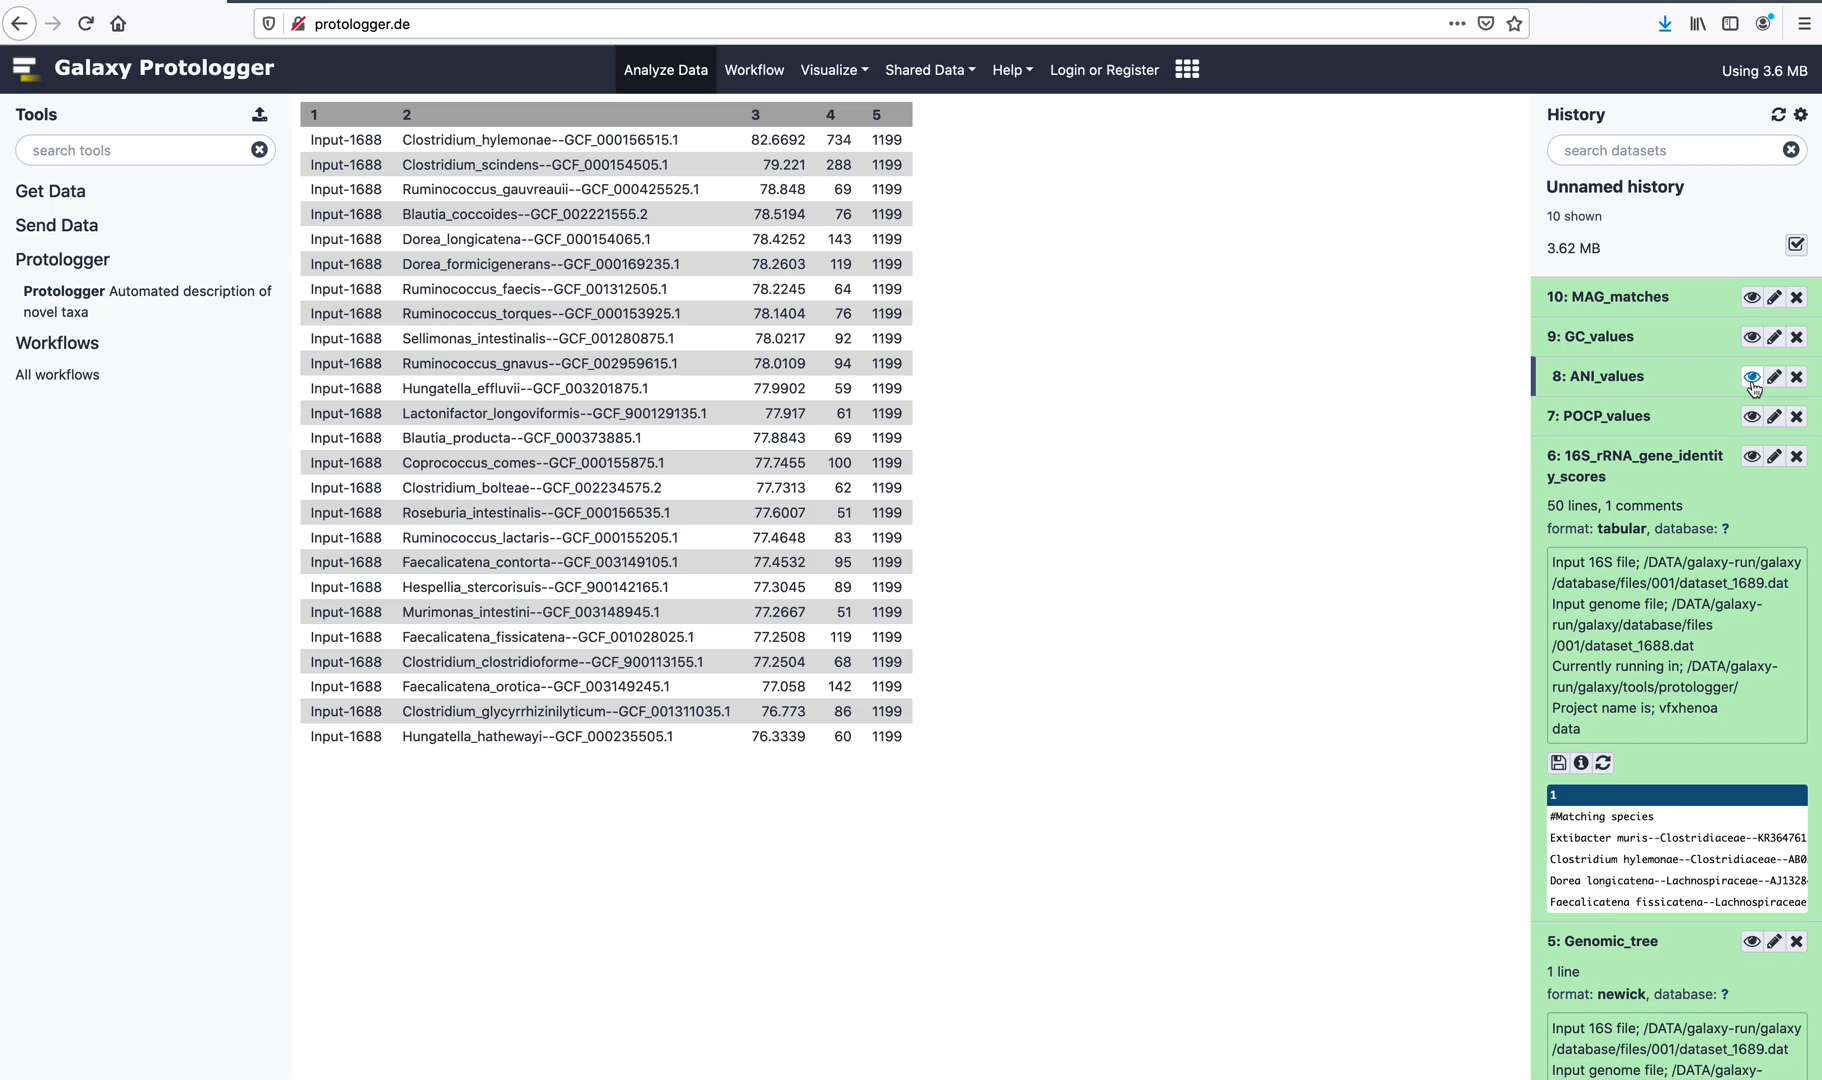 protologger.de
Galaxy Protologger
Analyze Data Workflow Visualize Shared Data Help Login or Register
Using 3.6 MB
Tools
search tools
Get Data
Send Data
Protologger
Protologger Automated description of
novel taxa
Workflows
All workflows
1 2 3 4 5
Input-1688 Clostridium_hylemonae--GCF_000156515.1 82.6692 734 1199
Input-1688 Clostridium_scindens--GCF_000154505.1 79.221 288 1199
Input-1688 Ruminococcus_gauvreauii--GCF_000425525.1 78.848 69 1199
Input-1688 Blautia_coccoides--GCF_002221555.2 78.5194 76 1199
Input-1688 Dorea_longicatena--GCF_000154065.1 78.4252 143 1199
Input-1688 Dorea_formicigenerans--GCF_000169235.1 78.2603 119 1199
Input-1688 Ruminococcus_faecis--GCF_001312505.1 78.2245 64 1199
Input-1688 Ruminococcus_torques--GCF_000153925.1 78.1404 76 1199
Input-1688 Sellimonas_intestinalis--GCF_001280875.1 78.0217 92 1199
Input-1688 Ruminococcus_gnavus--GCF_002959615.1 78.0109 94 1199
Input-1688 Hungatella_effluvii--GCF_003201875.1 77.9902 59 1199
Input-1688 Lactonifactor_longoviformis--GCF_900129135.1 77.917 61 1199
Input-1688 Blautia_producta--GCF_000373885.1 77.8843 69 1199
Input-1688 Coprococcus_comes--GCF_000155875.1 77.7455 100 1199
Input-1688 Clostridium_bolteae--GCF_002234575.2 77.7313 62 1199
Input-1688 Roseburia_intestinalis--GCF_000156535.1 77.6007 51 1199
Input-1688 Ruminococcus_lactaris--GCF_000155205.1 77.4648 83 1199
Input-1688 Faecalicatena_contorta--GCF_003149105.1 77.4532 95 1199
Input-1688 Hespellia_stercorisuis--GCF_900142165.1 77.3045 89 1199
Input-1688 Murimonas_intestini--GCF_003148945.1 77.2667 51 1199
Input-1688 Faecalicatena_fissicatena--GCF_001028025.1 77.2508 119 1199
Input-1688 Clostridium_clostridioforme--GCF_900113155.1 77.2504 68 1199
Input-1688 Faecalicatena_orotica--GCF_003149245.1 77.058 142 1199
Input-1688 Clostridium_glycyrrhizinilyticum--GCF_001311035.1 76.773 86 1199
Input-1688 Hungatella_hathewayi--GCF_000235505.1 76.3339 60 1199
History
search datasets
Unnamed history
10 shown
3.62 MB
10: MAG_matches
9: GC_values
8: ANI_values
7: POCP_values
6: 16S_rRNA_gene_identit
y_scores
50 lines, 1 comments
format: tabular, database: ?
Input 16S file; /DATA/galaxy-run/galaxy
/database/files/001/dataset_1689.dat
Input genome file; /DATA/galaxy-
run/galaxy/database/files
/001/dataset_1688.dat
Currently running in; /DATA/galaxy-
run/galaxy/tools/protologger/
Project name is; vfxhenoa
data
1
#Matching species
Extibacter muris--Clostridiaceae--KR364761
Clostridium hylemonae--Clostridiaceae--AB0
Dorea longicatena--Lachnospiraceae--AJ1328
Faecalicatena fissicatena--Lachnospiraceae
5: Genomic_tree
1 line
format: newick, database: ?
Input 16S file; /DATA/galaxy-run/galaxy
/database/files/001/dataset_1689.dat
Input genome file; /DATA/galaxy-